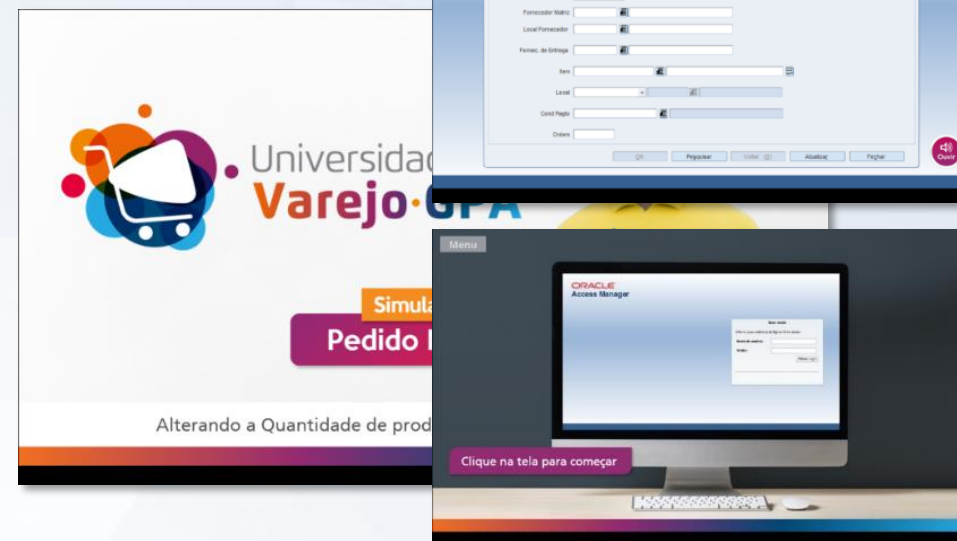 Fornecedor Matriz
Local Fornecedor
Fornec. de Entrega
Item
Local
Cond Pagto
Ordem
OK Pesquisar Voltar Atualizar Fechar
Ouvir
Universidad
Varejo·GPA
Simula
Pedido
Alterando a Quantidade de prod
Menu
ORACLE
Access Manager
Clique na tela para começar